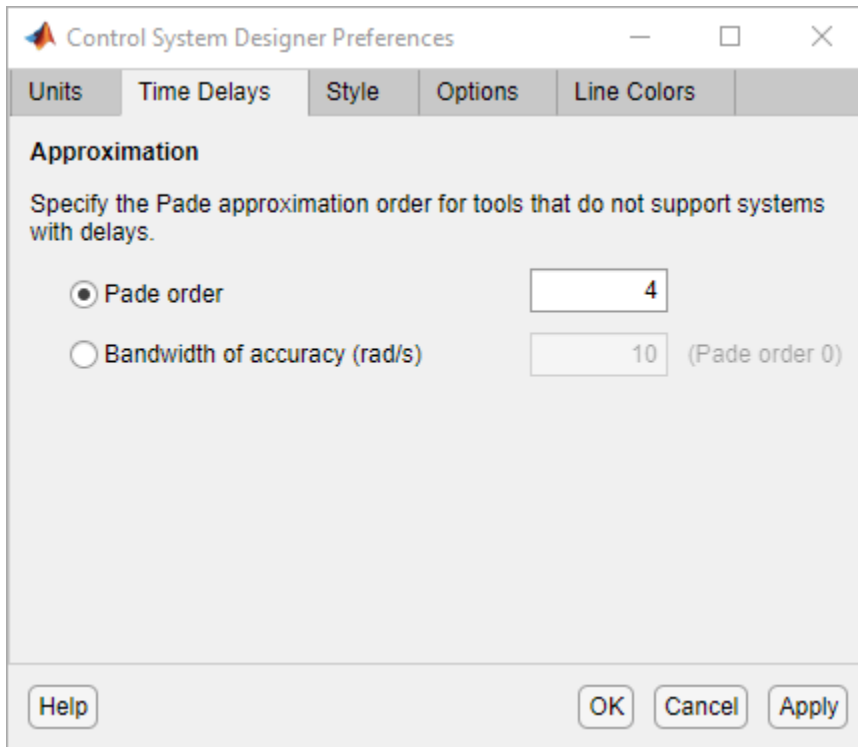 Control System Designer Preferences
Units Time Delays Style Options Line Colors
Approximation
Specify the Pade approximation order for tools that do not support systems
with delays.
Pade order 4
Bandwidth of accuracy (rad/s) 10 (Pade order 0)
Help OK Cancel Apply